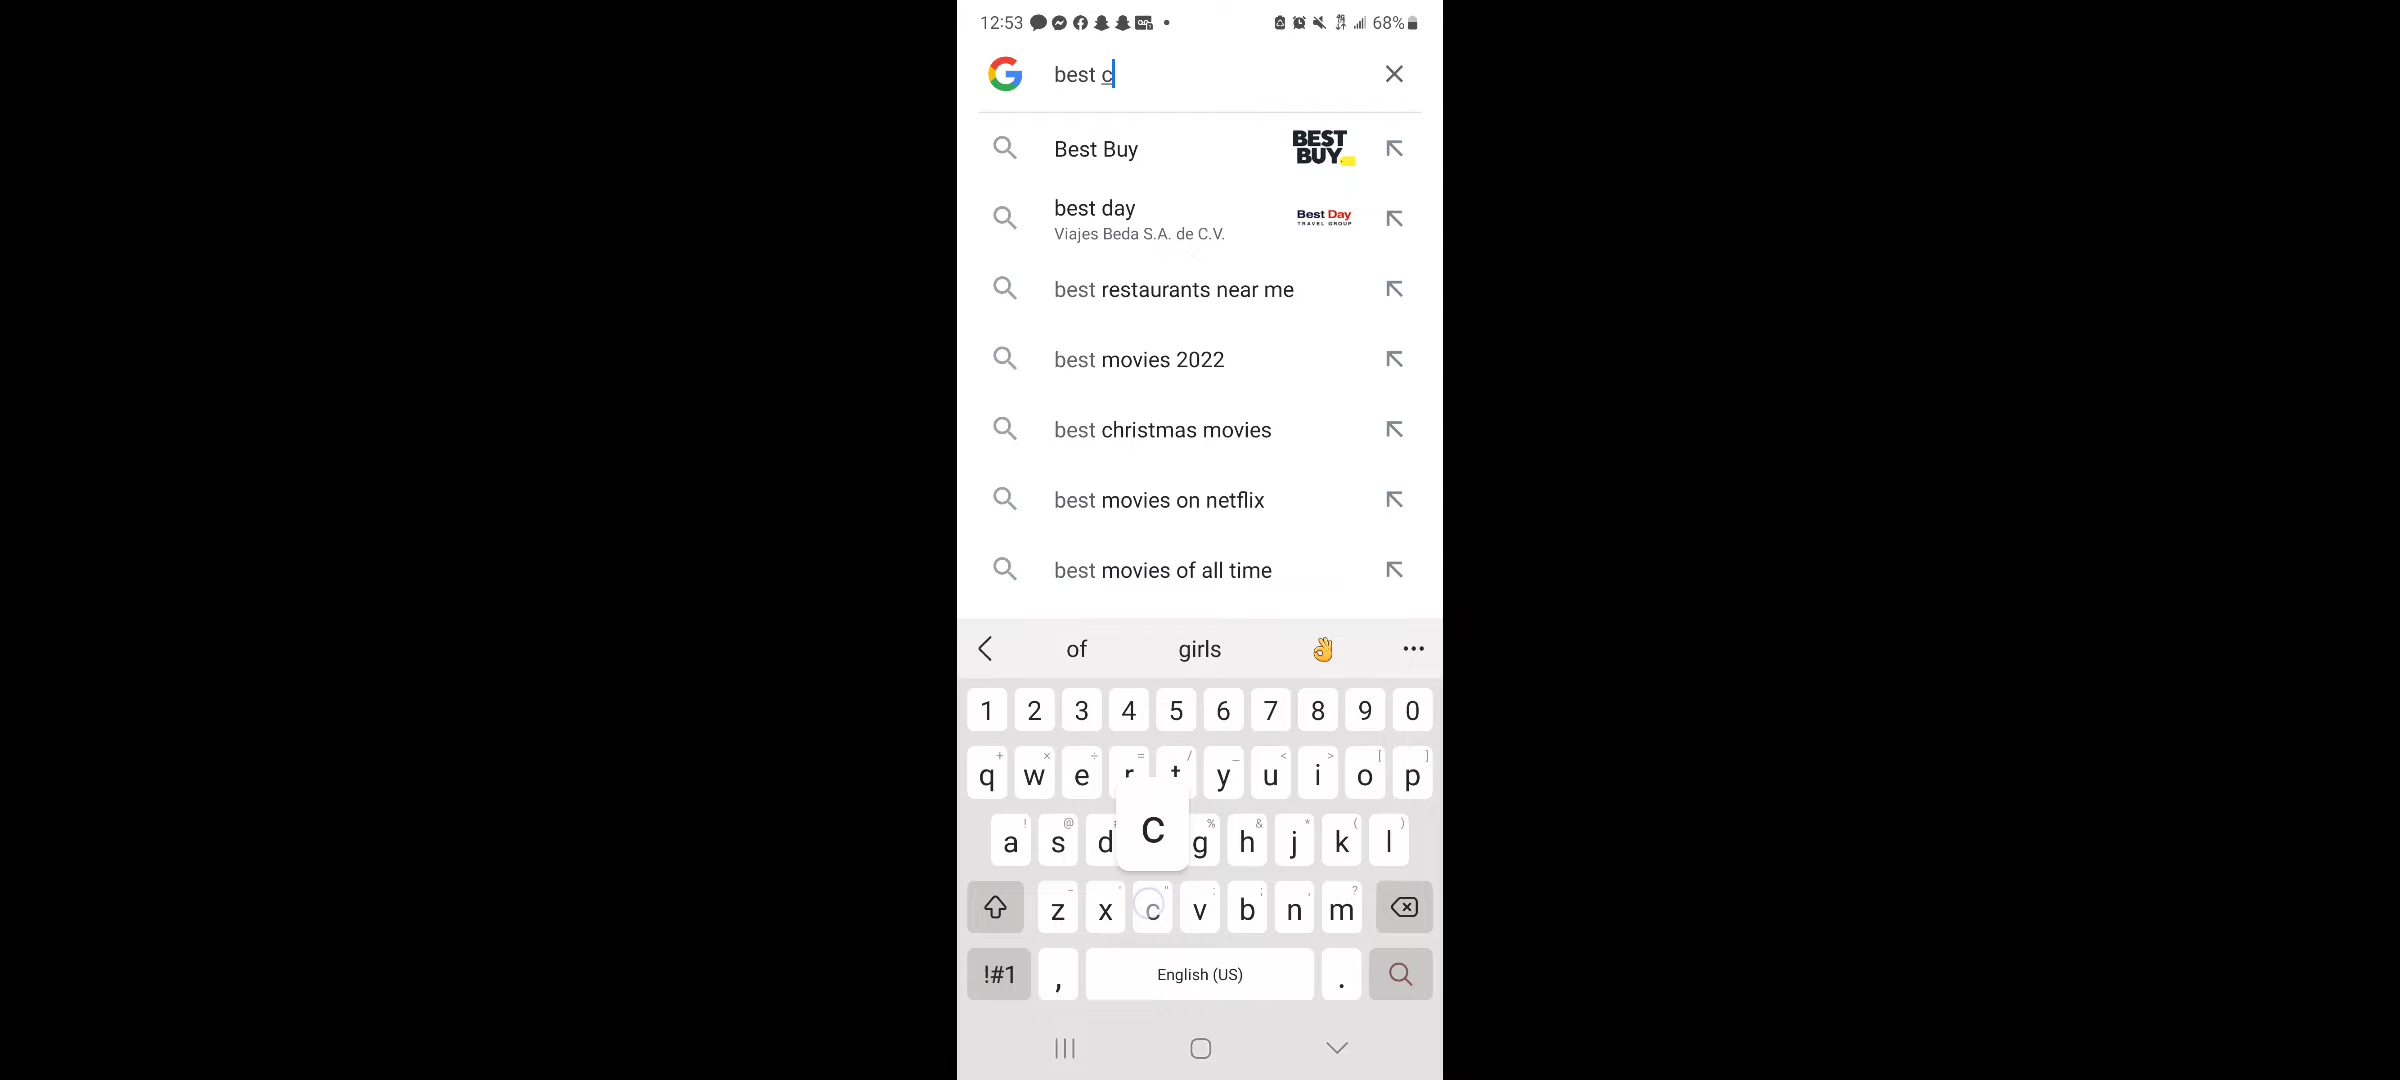 12:53 68%
best c
Best Buy BEST BUY
best day Best Day
TRAVEL GROUP
Viajes Beda S.A. de C.V.
best restaurants near me
best movies 2022
best christmas movies
best movies on netflix
best movies of all time
of girls 👌 •••
1 2 3 4 5 6 7 8 9 0
+ × ÷ = / _ < > [ ]
q w e r t y u i o p
! @ % & * ( )
a s d c g h j k l
z x c v b n m
!#1 , English (US) .